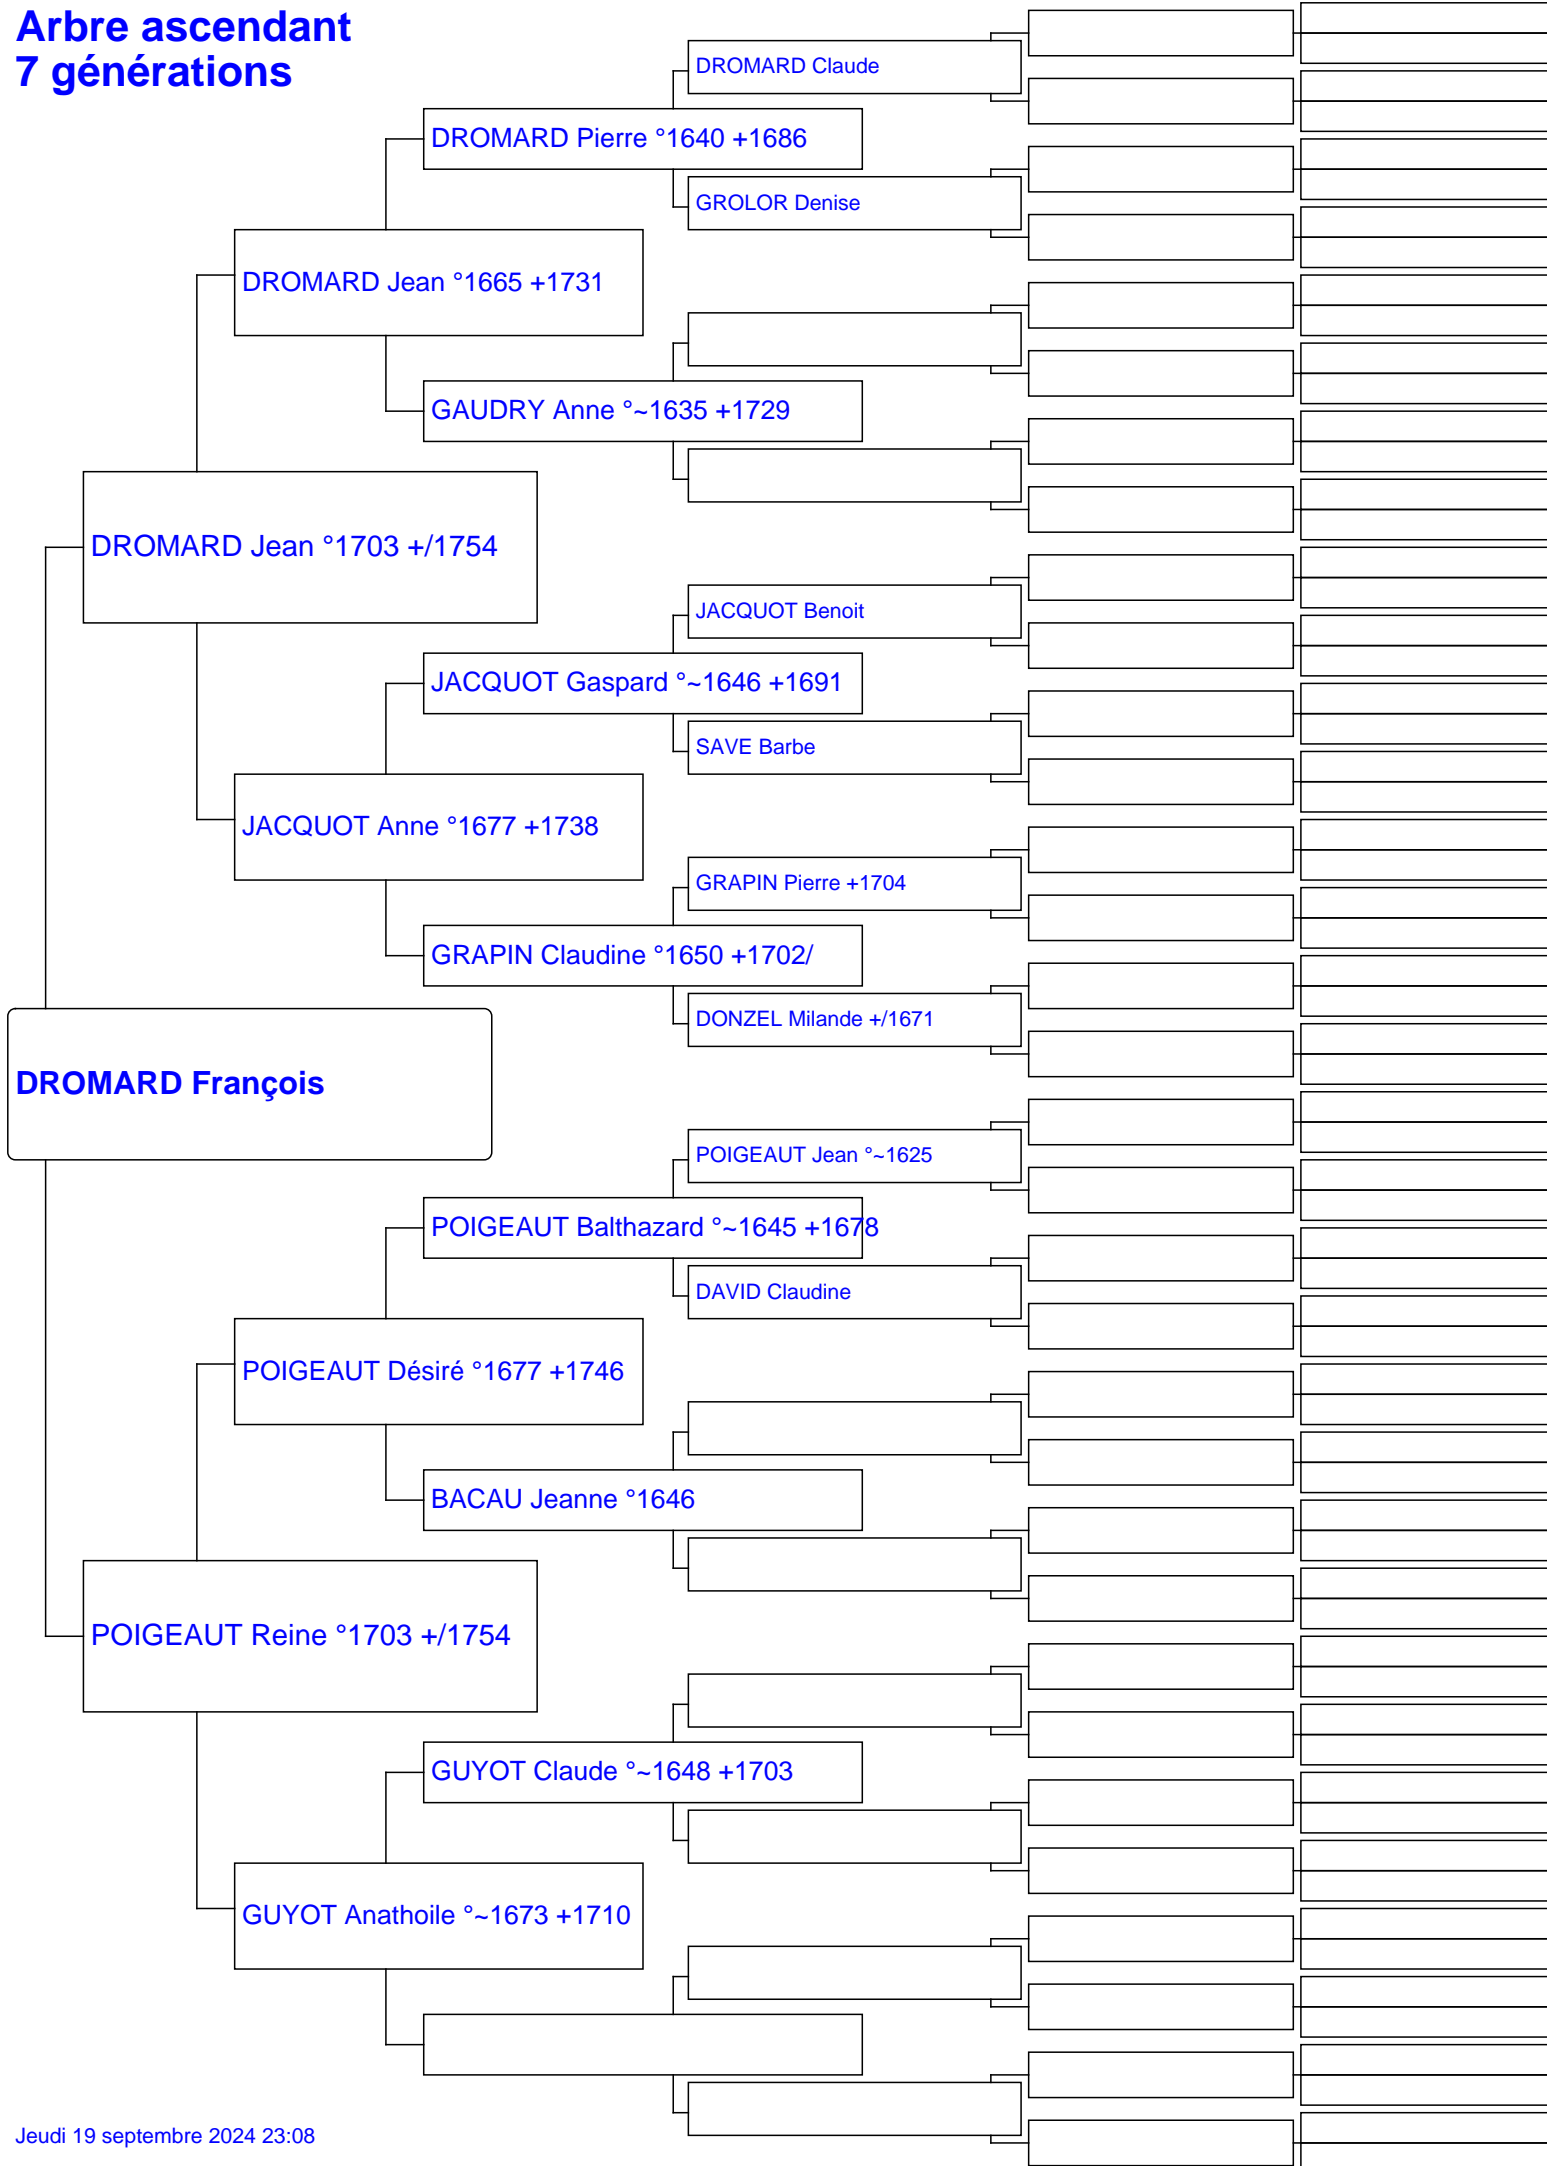 Arbre ascendant
7 générations
DROMARD Claude
DROMARD Pierre °1640 +1686
GROLOR Denise
DROMARD Jean °1665 +1731
GAUDRY Anne °~1635 +1729
DROMARD Jean °1703 +/1754
JACQUOT Benoit
JACQUOT Gaspard °~1646 +1691
SAVE Barbe
JACQUOT Anne °1677 +1738
GRAPIN Pierre +1704
GRAPIN Claudine °1650 +1702/
DONZEL Milande +/1671
DROMARD François
POIGEAUT Jean °~1625
POIGEAUT Balthazard °~1645 +1678
DAVID Claudine
POIGEAUT Désiré °1677 +1746
BACAU Jeanne °1646
POIGEAUT Reine °1703 +/1754
GUYOT Claude °~1648 +1703
GUYOT Anathoile °~1673 +1710
Jeudi 19 septembre 2024 23:08